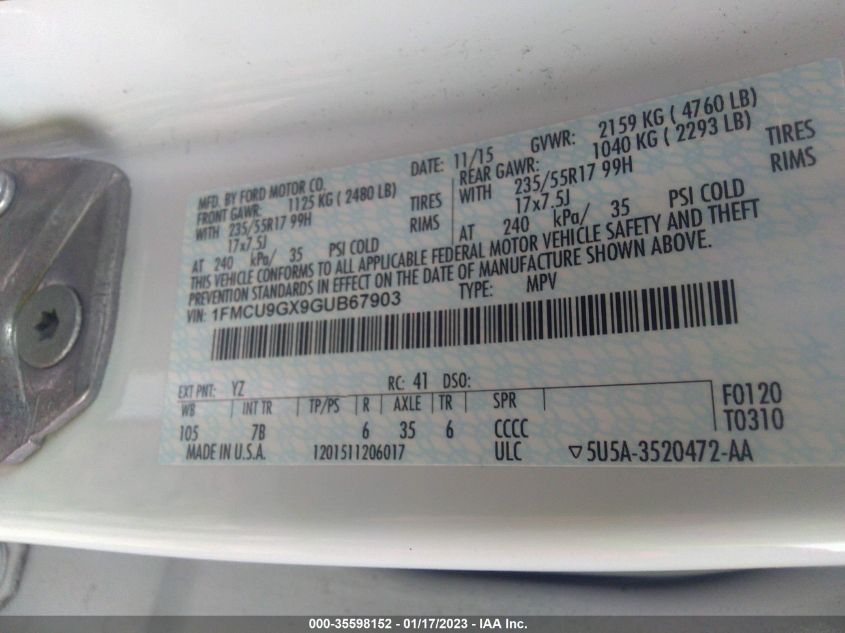 MFD. BY FORD MOTOR CO.
DATE: 11/15 GVWR: 2159 KG ( 4760 LB)
FRONT GAWR: 1125 KG ( 2480 LB)
REAR GAWR: 1040 KG ( 2293 LB)
WITH 235/55R17 99H TIRES
WITH 235/55R17 99H TIRES
17x7.5J RIMS
17x7.5J RIMS
AT 240 kPa/ 35 PSI COLD
AT 240 kPa/ 35 PSI COLD
THIS VEHICLE CONFORMS TO ALL APPLICABLE FEDERAL MOTOR VEHICLE SAFETY AND THEFT
PREVENTION STANDARDS IN EFFECT ON THE DATE OF MANUFACTURE SHOWN ABOVE.
VIN: 1FMCU9GX9GUB67903 TYPE: MPV
EXT PNT: YZ RC: 41 DSO:
WB INT TR TP/PS R AXLE TR SPR
105 7B 6 35 6 CCCC
F0120
T0310
MADE IN U.S.A. 1201511206017 ULC ▽5U5A-3520472-AA
000-35598152 - 01/17/2023 - IAA Inc.